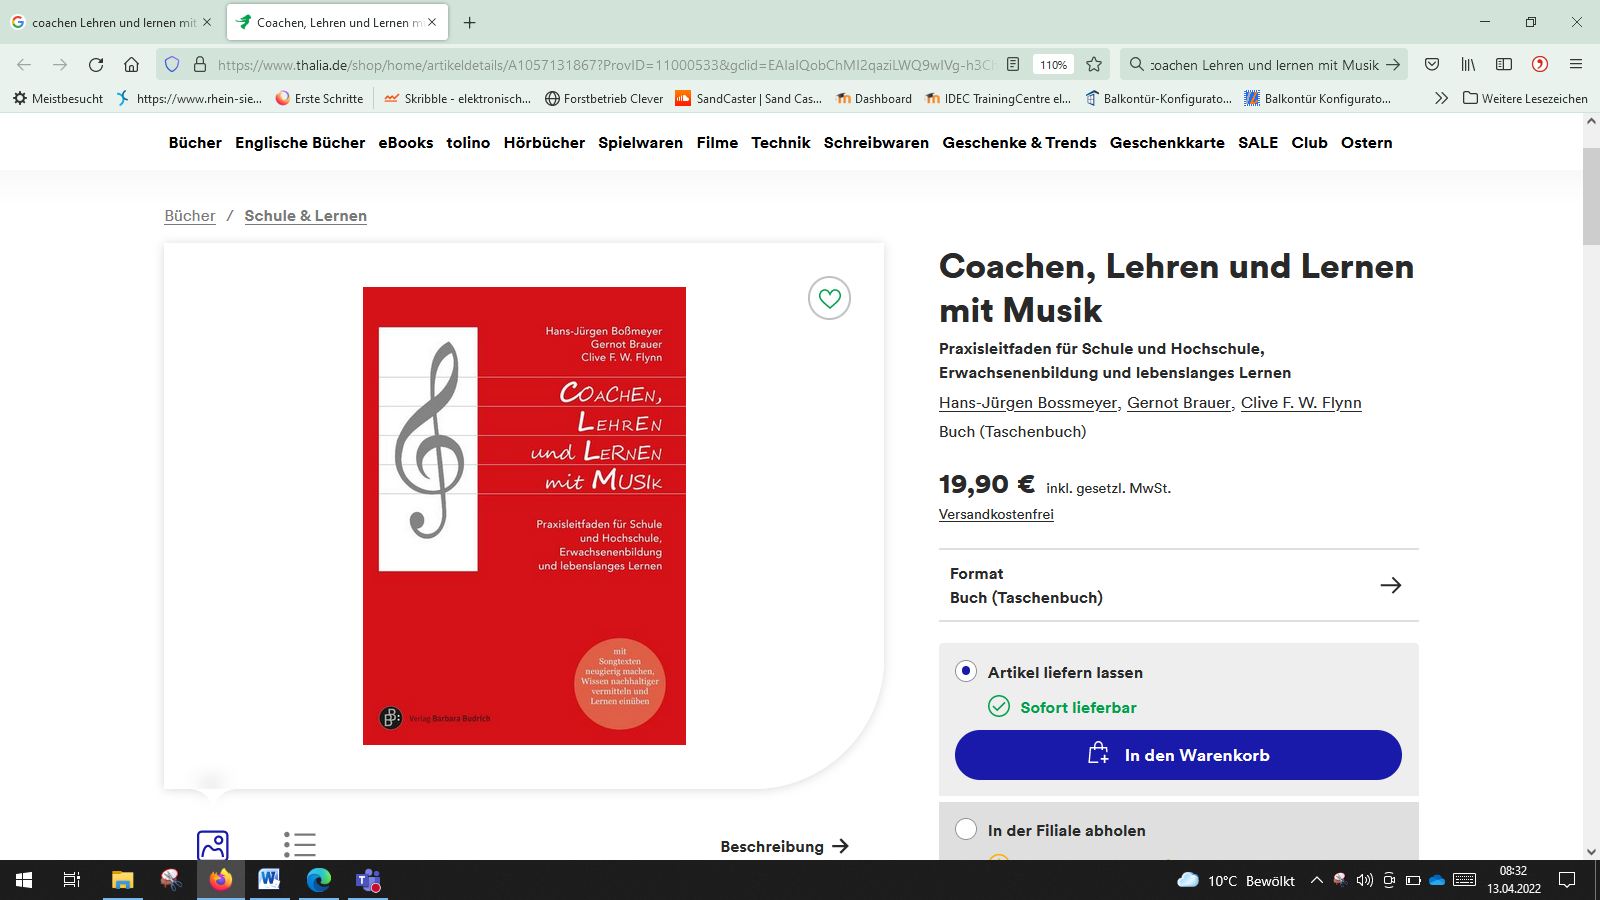 coachen Lehren und lernen mit
Coachen, Lehren und Lernen m
https://www.thalia.de/shop/home/artikeldetails/A1057131867?ProvID=11000533&gclid=EAIaIQobChMI2qaziLWQ9wIVg-h3Ch
110%
coachen Lehren und lernen mit Musik
Meistbesucht
https://www.rhein-sie...
Erste Schritte
Skribble - elektronisch...
Forstbetrieb Clever
SandCaster | Sand Cas...
Dashboard
IDEC TrainingCentre el...
Balkontür-Konfigurato...
Balkontür Konfigurato...
Weitere Lesezeichen
Bücher Englische Bücher eBooks tolino Hörbücher Spielwaren Filme Technik Schreibwaren Geschenke & Trends Geschenkkarte SALE Club Ostern
Bücher / Schule & Lernen
Hans-Jürgen Boßmeyer
Gernot Brauer
Clive F. W. Flynn
COACHEN,
LEHREN
und LERNEN
mit MUSIK
Praxisleitfaden für Schule
und Hochschule,
Erwachsenenbildung
und lebenslanges Lernen
mit
Songtexten
neugierig machen,
Wissen nachhaltiger
vermitteln und
Lernen einüben
BB:
Verlag Barbara Budrich
Beschreibung
Coachen, Lehren und Lernen
mit Musik
Praxisleitfaden für Schule und Hochschule,
Erwachsenenbildung und lebenslanges Lernen
Hans-Jürgen Bossmeyer, Gernot Brauer, Clive F. W. Flynn
Buch (Taschenbuch)
19,90 € inkl. gesetzl. MwSt.
Versandkostenfrei
Format
Buch (Taschenbuch)
Artikel liefern lassen
Sofort lieferbar
In den Warenkorb
In der Filiale abholen
10°C Bewölkt
08:32
13.04.2022